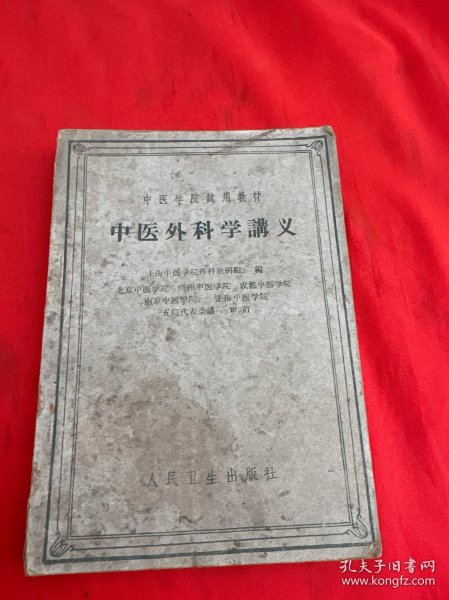 中医学院試用教材
中医外科学講义
上海中医学院外科教研組 編
北京中医学院 广州中医学院 成都中医学院
南京中医学院、上海中医学院
五院代表会議 审訂
人民卫生出版社
孔夫子旧书网
www.kongfz.com